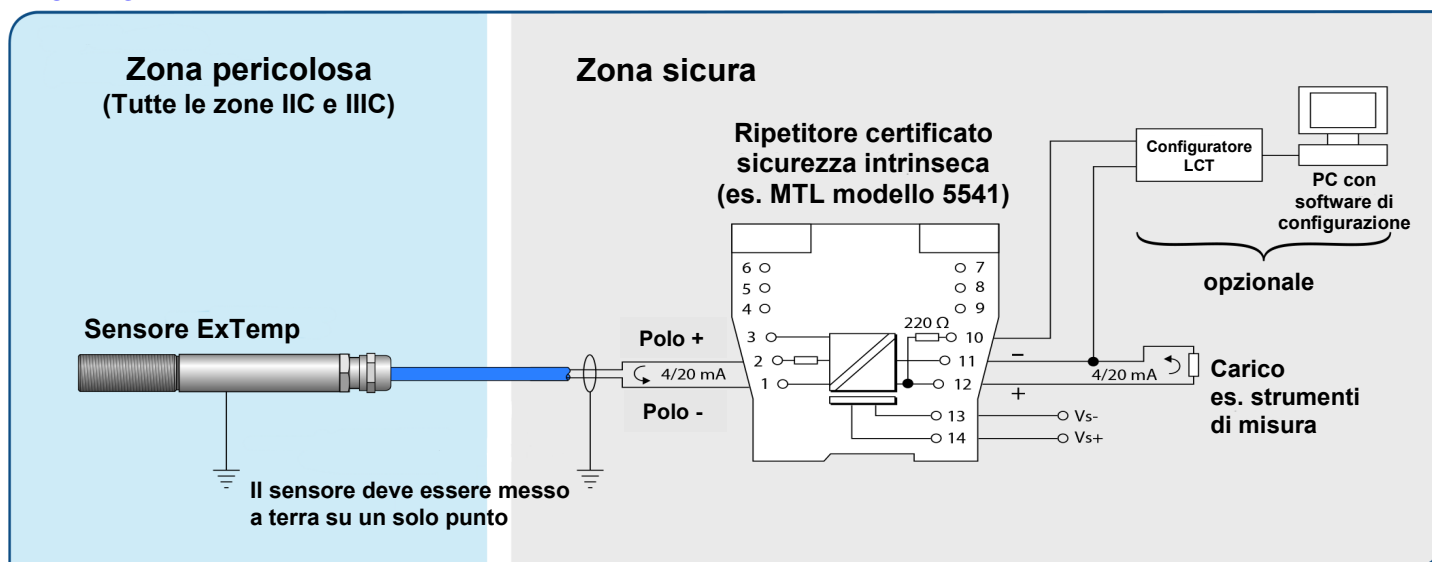 Zona pericolosa
(Tutte le zone IIC e IIIC)
Zona sicura
Ripetitore certificato
sicurezza intrinseca
(es. MTL modello 5541)
Configuratore
LCT
PC con
software di
configurazione
opzionale
Sensore ExTemp
Polo +
4/20 mA
Polo -
6
5
4
3
2
1
7
8
9
220 Ω
10
11
12
13
14
–
+
Vs-
Vs+
4/20 mA
Carico
es. strumenti
di misura
Il sensore deve essere messo
a terra su un solo punto